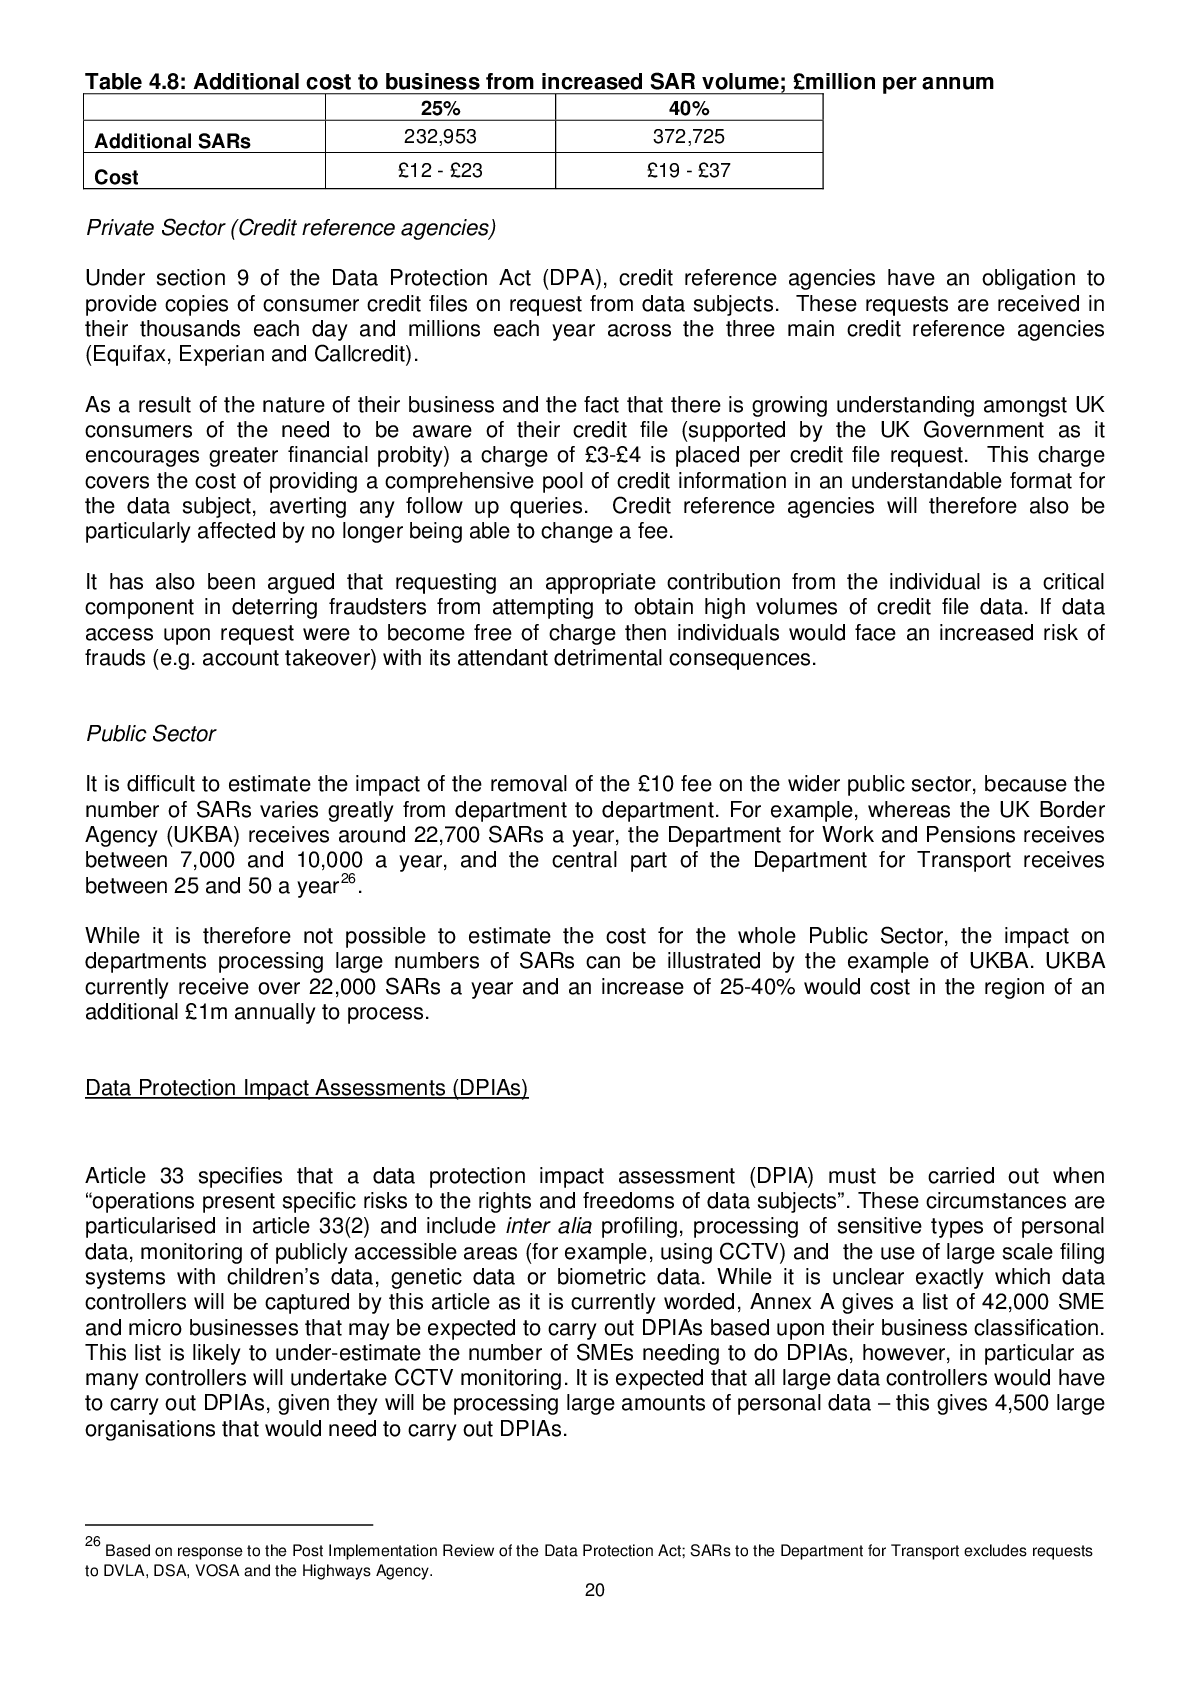 Table 4.8: Additional cost to business from increased SAR volume; £million per annum
25% 40%
Additional SARs 232,953 372,725
Cost £12 - £23 £19 - £37
Private Sector (Credit reference agencies)
Under section 9 of the Data Protection Act (DPA), credit reference agencies have an obligation to
provide copies of consumer credit files on request from data subjects. These requests are received in
their thousands each day and millions each year across the three main credit reference agencies
(Equifax, Experian and Callcredit).
As a result of the nature of their business and the fact that there is growing understanding amongst UK
consumers of the need to be aware of their credit file (supported by the UK Government as it
encourages greater financial probity) a charge of £3-£4 is placed per credit file request. This charge
covers the cost of providing a comprehensive pool of credit information in an understandable format for
the data subject, averting any follow up queries. Credit reference agencies will therefore also be
particularly affected by no longer being able to change a fee.
It has also been argued that requesting an appropriate contribution from the individual is a critical
component in deterring fraudsters from attempting to obtain high volumes of credit file data. If data
access upon request were to become free of charge then individuals would face an increased risk of
frauds (e.g. account takeover) with its attendant detrimental consequences.
Public Sector
It is difficult to estimate the impact of the removal of the £10 fee on the wider public sector, because the
number of SARs varies greatly from department to department. For example, whereas the UK Border
Agency (UKBA) receives around 22,700 SARs a year, the Department for Work and Pensions receives
between 7,000 and 10,000 a year, and the central part of the Department for Transport receives
between 25 and 50 a year26.
While it is therefore not possible to estimate the cost for the whole Public Sector, the impact on
departments processing large numbers of SARs can be illustrated by the example of UKBA. UKBA
currently receive over 22,000 SARs a year and an increase of 25-40% would cost in the region of an
additional £1m annually to process.
Data Protection Impact Assessments (DPIAs)
Article 33 specifies that a data protection impact assessment (DPIA) must be carried out when
“operations present specific risks to the rights and freedoms of data subjects”. These circumstances are
particularised in article 33(2) and include inter alia profiling, processing of sensitive types of personal
data, monitoring of publicly accessible areas (for example, using CCTV) and the use of large scale filing
systems with children’s data, genetic data or biometric data. While it is unclear exactly which data
controllers will be captured by this article as it is currently worded, Annex A gives a list of 42,000 SME
and micro businesses that may be expected to carry out DPIAs based upon their business classification.
This list is likely to under-estimate the number of SMEs needing to do DPIAs, however, in particular as
many controllers will undertake CCTV monitoring. It is expected that all large data controllers would have
to carry out DPIAs, given they will be processing large amounts of personal data – this gives 4,500 large
organisations that would need to carry out DPIAs.
26 Based on response to the Post Implementation Review of the Data Protection Act; SARs to the Department for Transport excludes requests
to DVLA, DSA, VOSA and the Highways Agency.
20